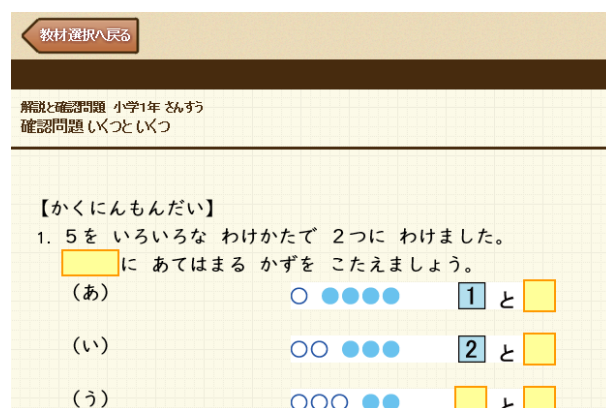 教材選択へ戻る
解説と確認問題 小学1年 さんすう
確認問題 いくつといくつ
【かくにんもんだい】
1. 5を いろいろな わけかたで 2つに わけました。
に あてはまる かずを こたえましょう。
(あ) 1 と
(い) 2 と
(う) と